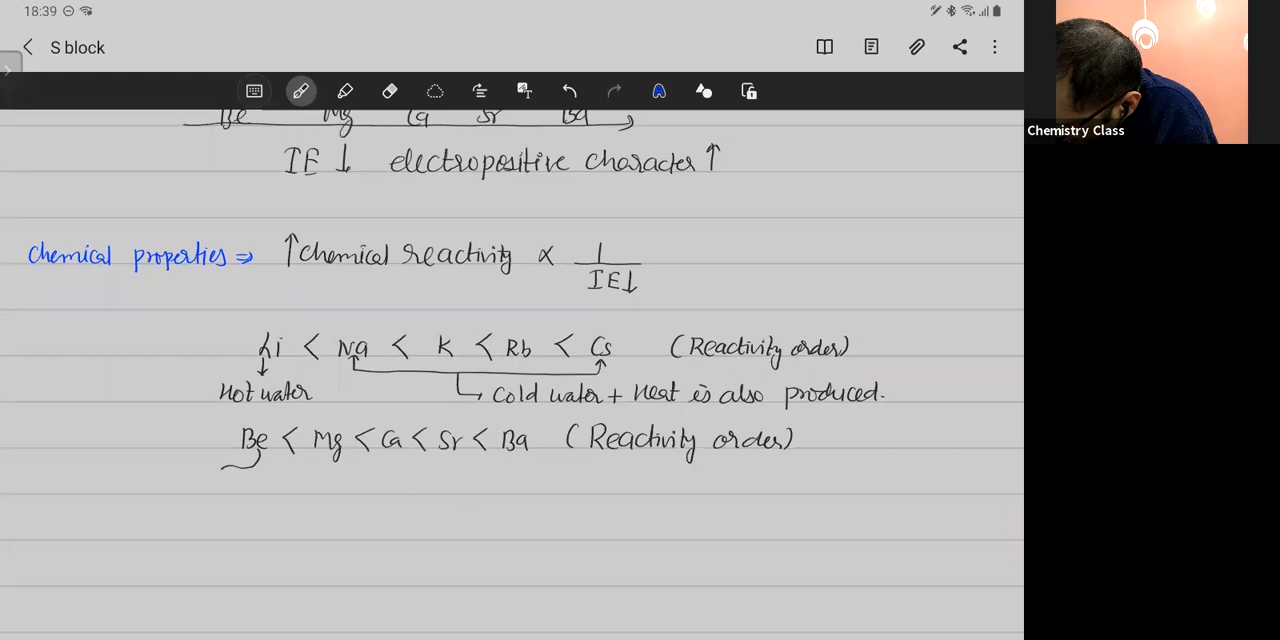 18:39
S block
Be Mg Ca Sr Ba
IE ↓ electropositive character ↑
Chemical properties ⇒ ↑ Chemical reactivity ∝ 1 / IE↓
Li < Na < K < Rb < Cs (Reactivity order)
Hot water Cold water + Heat is also produced.
Be < Mg < Ca < Sr < Ba (Reactivity order)
Chemistry Class